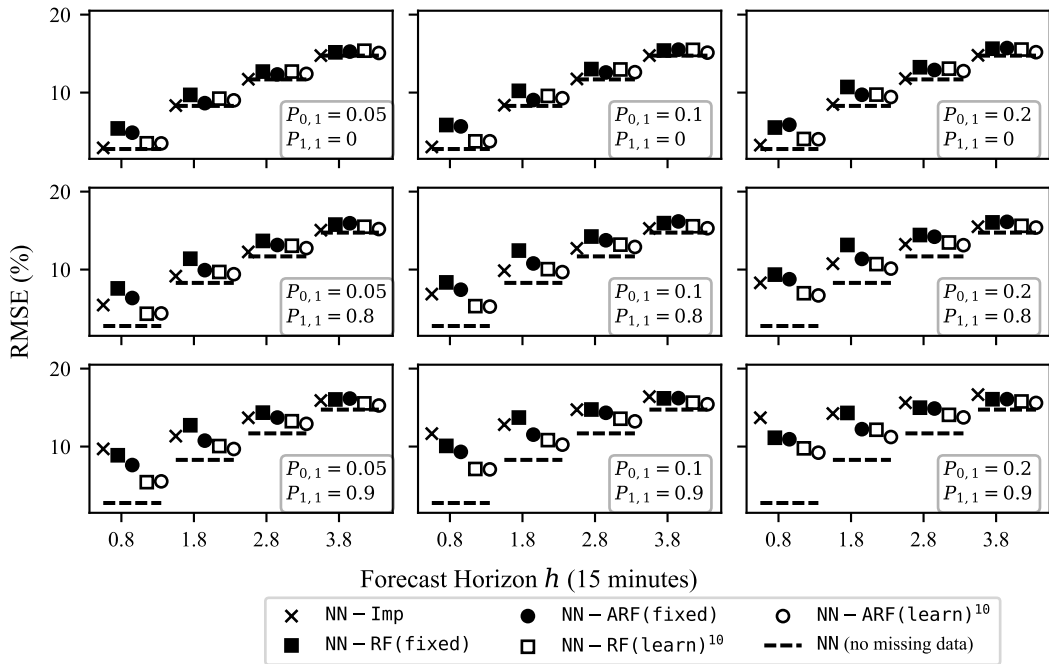 20
10
P0, 1 = 0.05
P1, 1 = 0
P0, 1 = 0.1
P1, 1 = 0
P0, 1 = 0.2
P1, 1 = 0
20
10
P0, 1 = 0.05
P1, 1 = 0.8
P0, 1 = 0.1
P1, 1 = 0.8
P0, 1 = 0.2
P1, 1 = 0.8
RMSE (%)
20
10
P0, 1 = 0.05
P1, 1 = 0.9
P0, 1 = 0.1
P1, 1 = 0.9
P0, 1 = 0.2
P1, 1 = 0.9
0.8 1.8 2.8 3.8 0.8 1.8 2.8 3.8 0.8 1.8 2.8 3.8
Forecast Horizon h (15 minutes)
NN − Imp NN − ARF(fixed) NN − ARF(learn)¹⁰
NN − RF(fixed) NN − RF(learn)¹⁰ NN (no missing data)